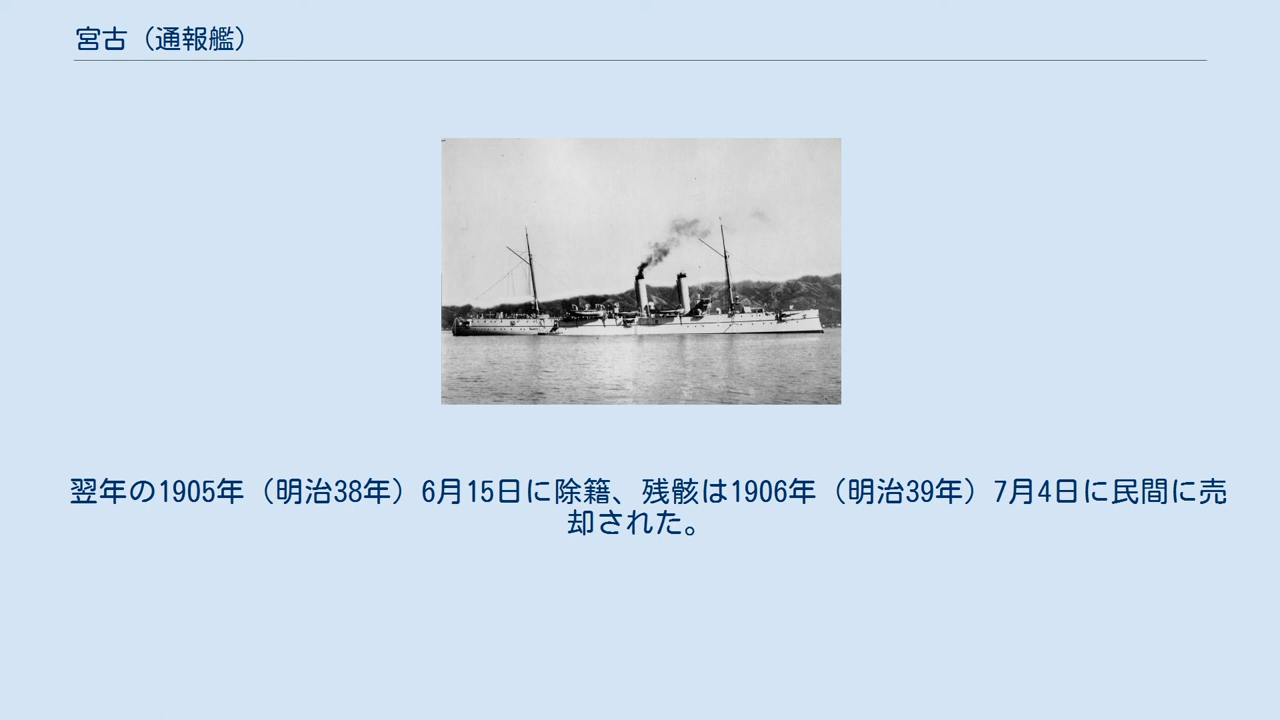 宮古（通報艦）
翌年の1905年（明治38年）6月15日に除籍、残骸は1906年（明治39年）7月4日に民間に売
却された。